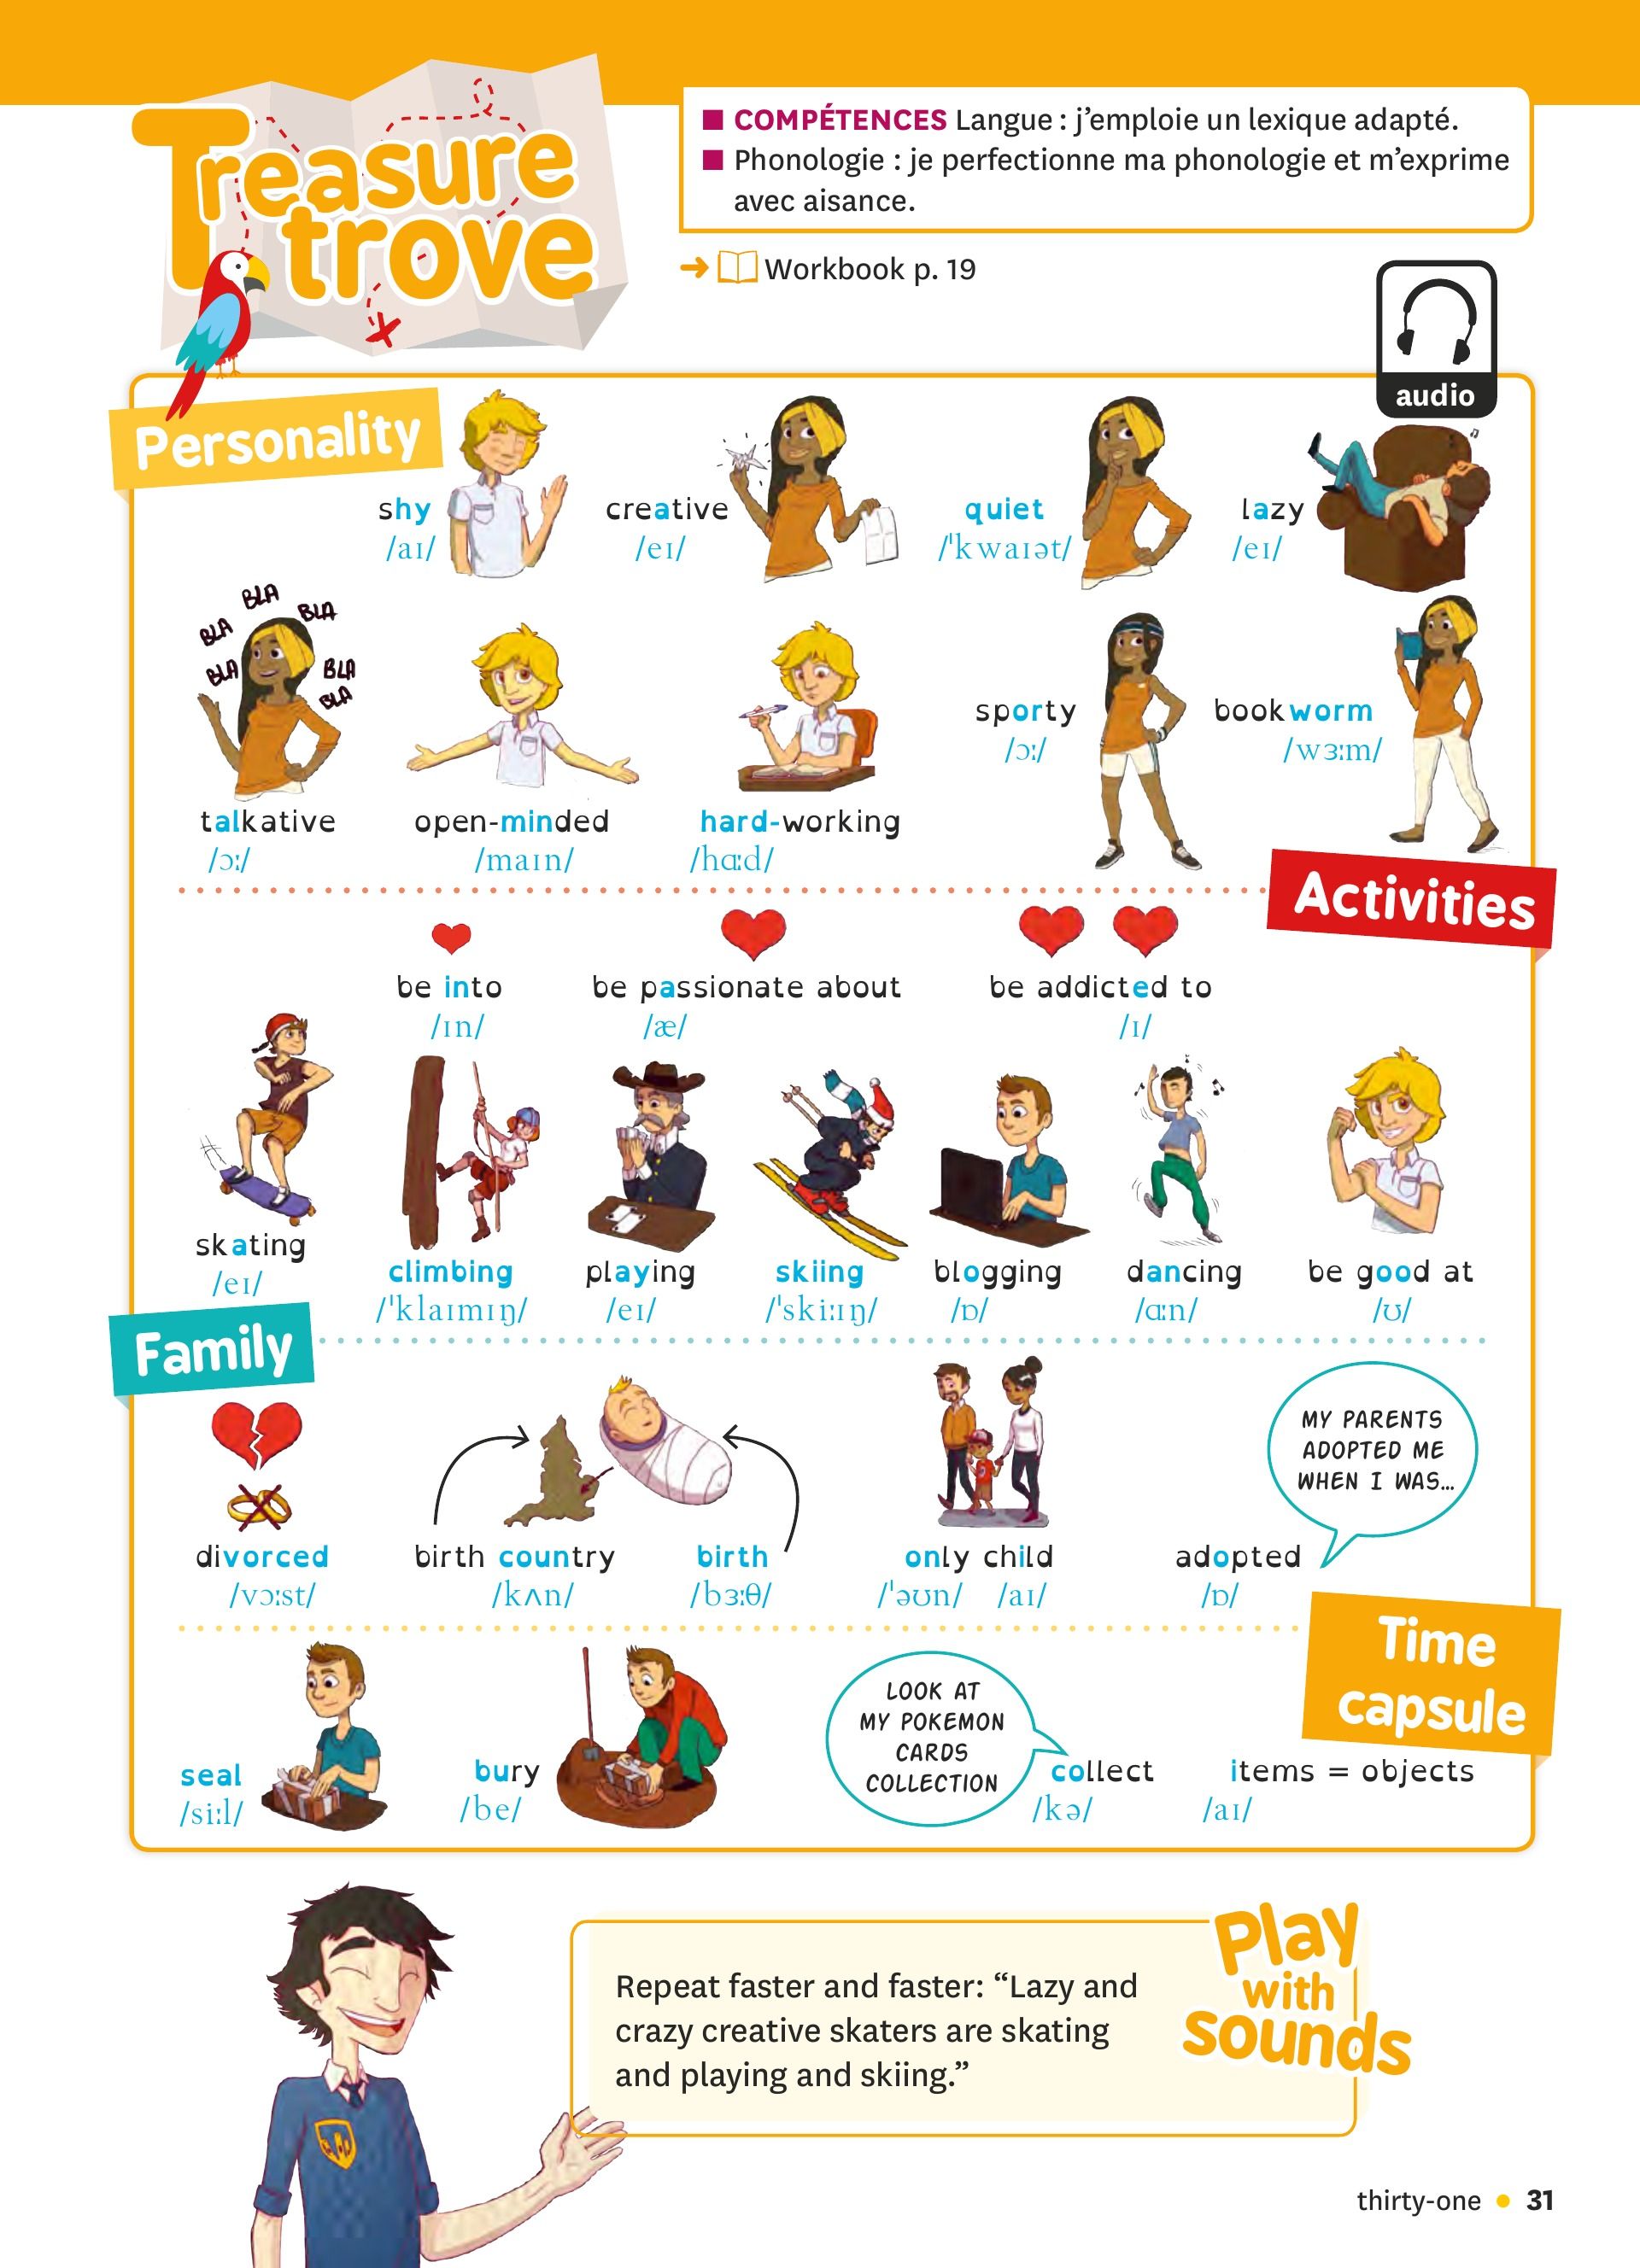 Treasure
trove
■ COMPÉTENCES Langue : j’emploie un lexique adapté.
■ Phonologie : je perfectionne ma phonologie et m’exprime
avec aisance.
➜ Workbook p. 19
audio
Personality
shy
/aɪ/
creative
/eɪ/
quiet
/ˈkwaɪət/
lazy
/eɪ/
BLA
BLA
BLA
BLA
BLA
BLA
talkative
/ɔː/
open-minded
/maɪn/
hard-working
/hɑːd/
sporty
/ɔː/
bookworm
/wɜːm/
Activities
be into
/ɪn/
be passionate about
/æ/
be addicted to
/ɪ/
skating
/eɪ/
climbing
/ˈklaɪmɪŋ/
playing
/eɪ/
skiing
/ˈskiːɪŋ/
blogging
/ɒ/
dancing
/ɑːn/
be good at
/ʊ/
Family
divorced
/vɔːst/
birth country
/kʌn/
birth
/bɜːθ/
only child
/ˈəʊn/ /aɪ/
MY PARENTS
ADOPTED ME
WHEN I WAS...
adopted
/ɒ/
Time
capsule
seal
/siːl/
bury
/be/
LOOK AT
MY POKEMON
CARDS
COLLECTION
collect
/kə/
items = objects
/aɪ/
Play
with
sounds
Repeat faster and faster: “Lazy and
crazy creative skaters are skating
and playing and skiing.”
thirty-one • 31